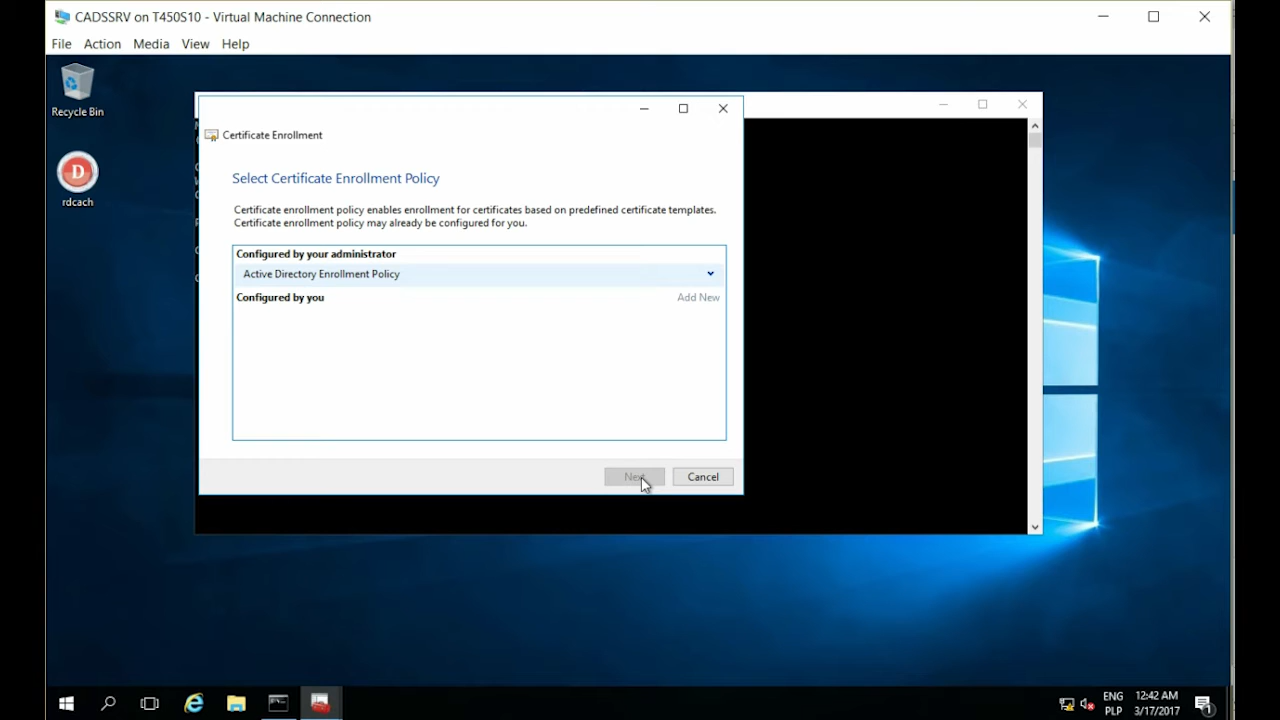 CADSSRV on T450S10 - Virtual Machine Connection
File Action Media View Help
Recycle Bin
D
rdcach
Certificate Enrollment
Select Certificate Enrollment Policy
Certificate enrollment policy enables enrollment for certificates based on predefined certificate templates.
Certificate enrollment policy may already be configured for you.
Configured by your administrator
Active Directory Enrollment Policy
Configured by you Add New
Cancel
ENG 12:42 AM
PLP 3/17/2017
1